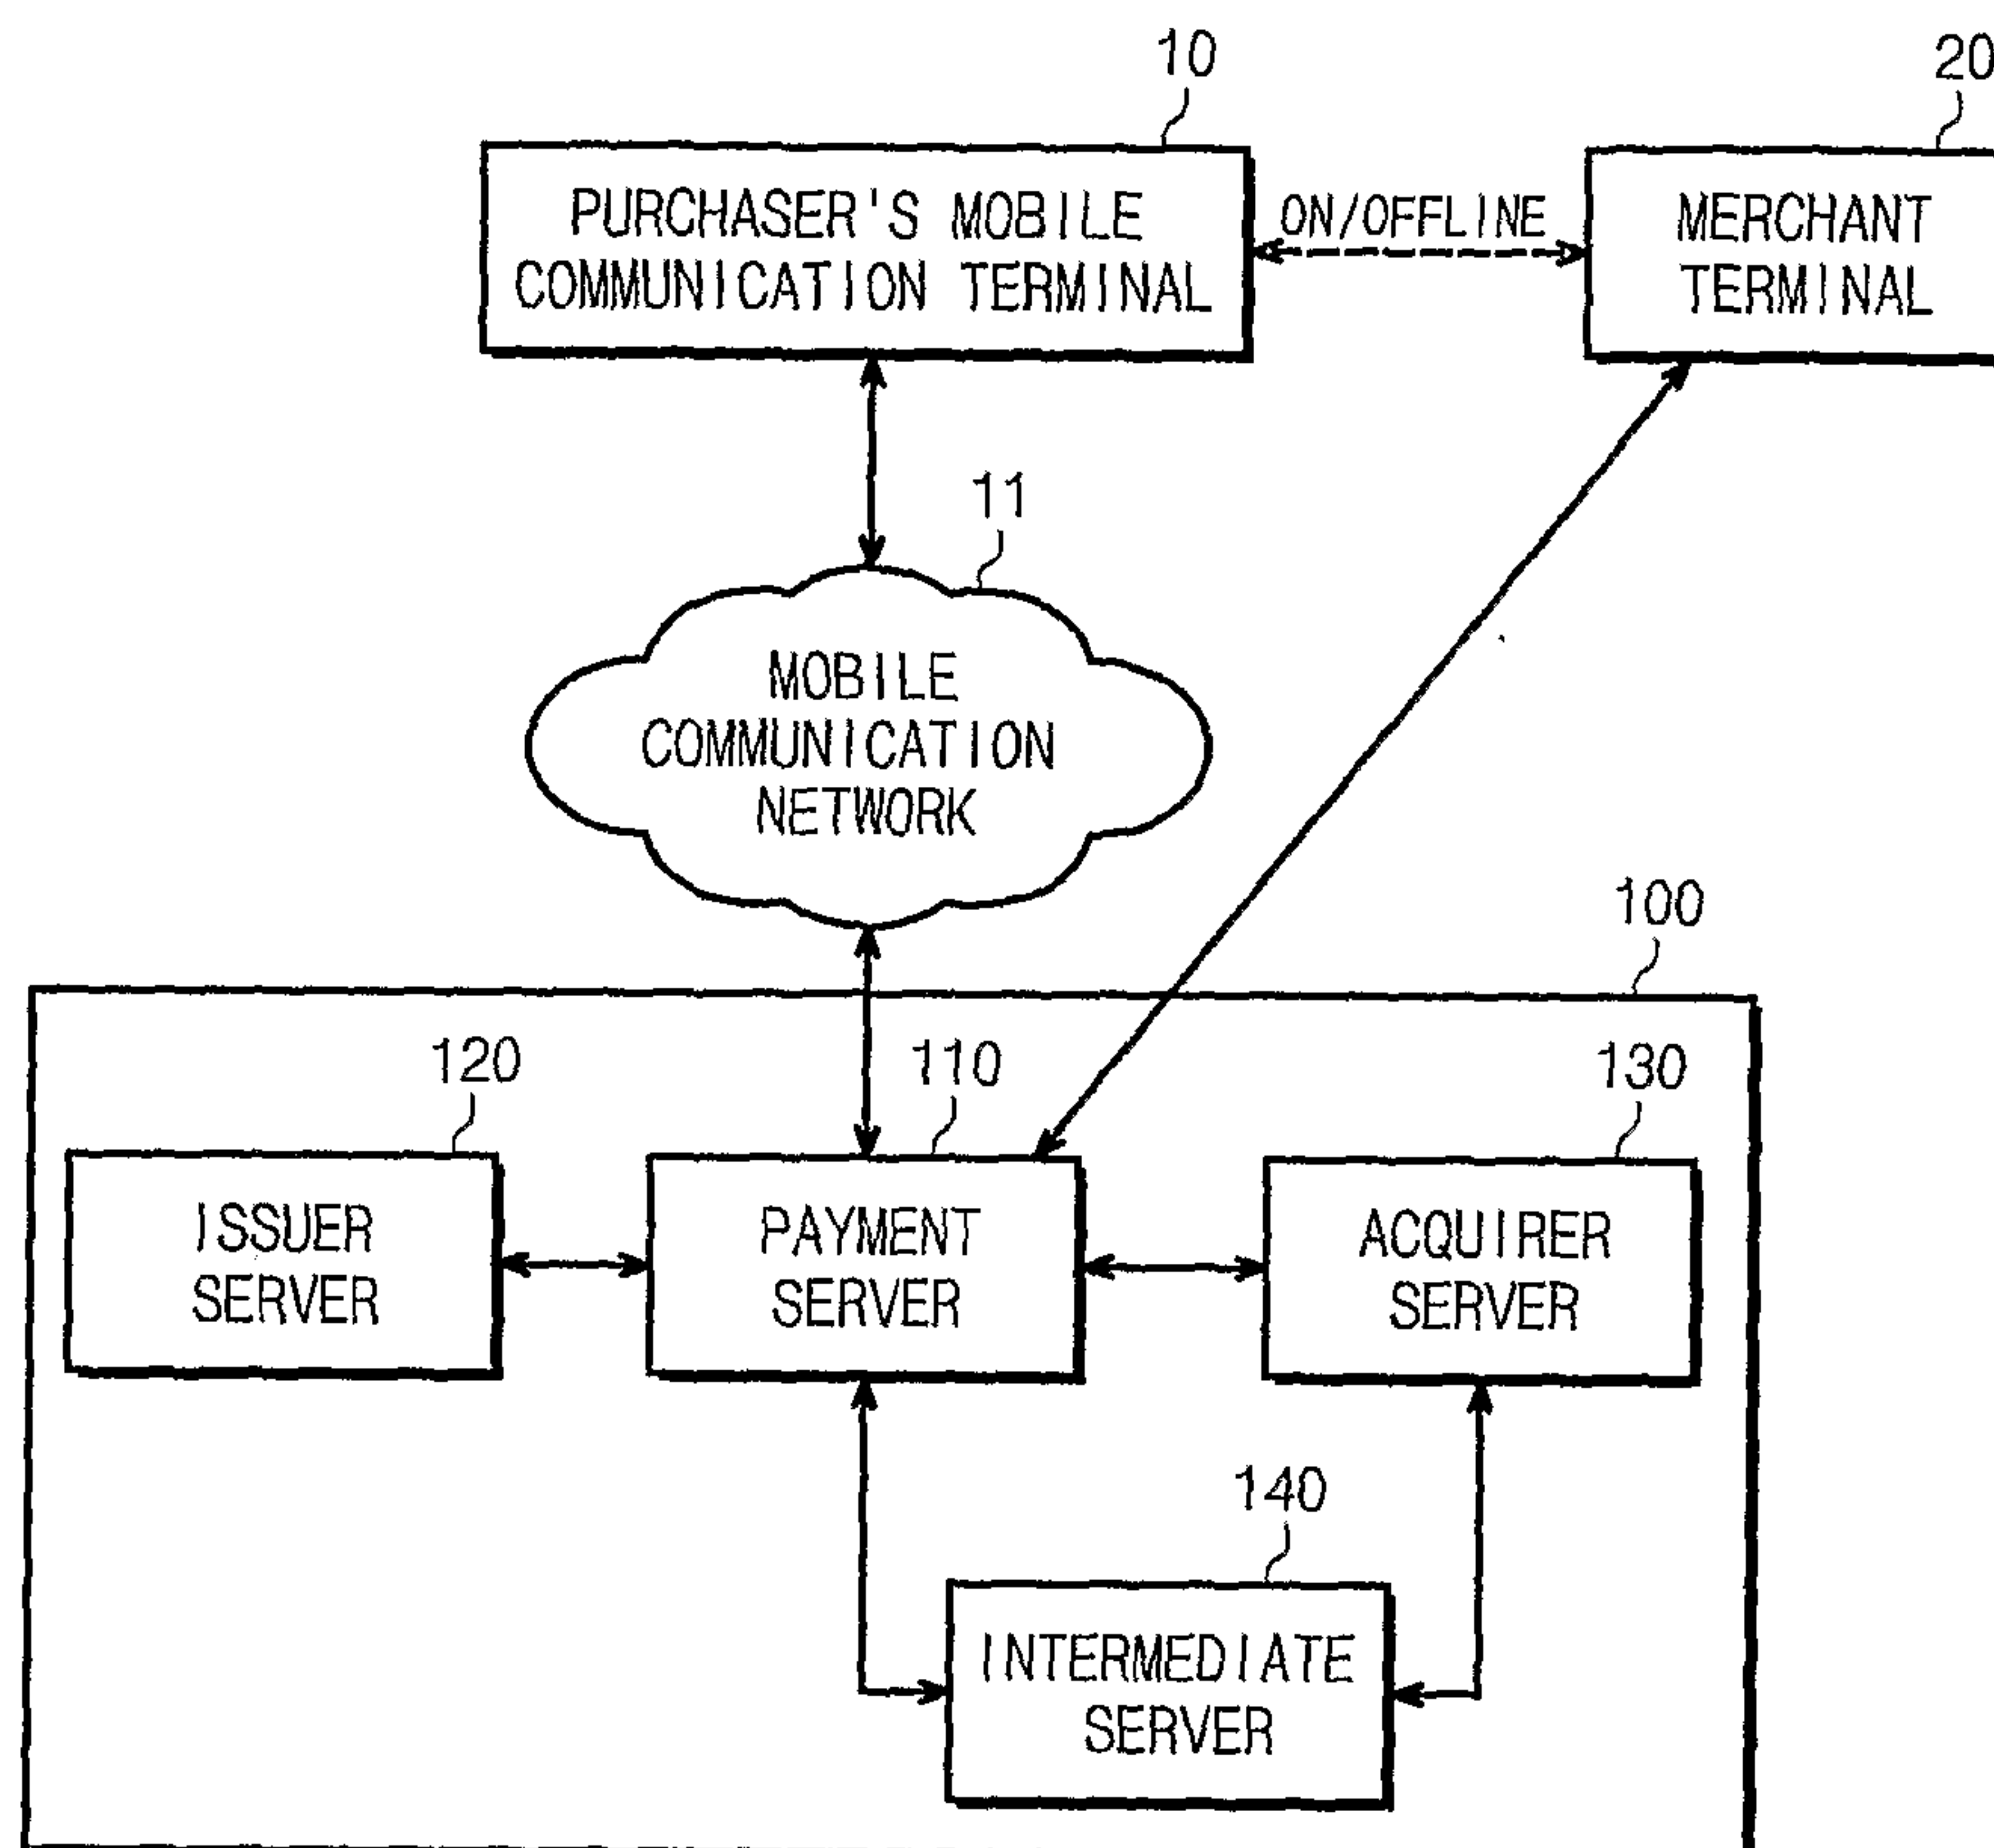 10
20
PURCHASER'S MOBILE
COMMUNICATION TERMINAL
ON/OFFLINE
MERCHANT
TERMINAL
11
MOBILE
COMMUNICATION
NETWORK
100
120
110
130
ISSUER
SERVER
PAYMENT
SERVER
ACQUIRER
SERVER
140
INTERMEDIATE
SERVER